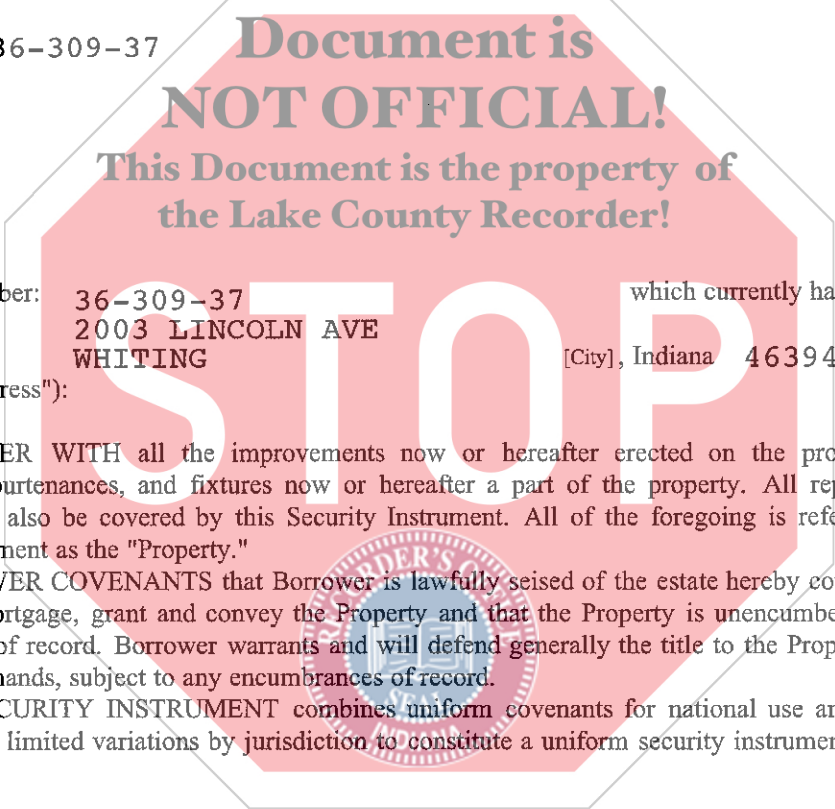 36-309-37
Document is
NOT OFFICIAL!
This Document is the property of
the Lake County Recorder!
ber: 36-309-37 which currently ha
2003 LINCOLN AVE
WHITING [City], Indiana 46394
ress"):
STOP
ER WITH all the improvements now or hereafter erected on the pro
purtenances, and fixtures now or hereafter a part of the property. All rep
also be covered by this Security Instrument. All of the foregoing is refe
ment as the "Property."
VER COVENANTS that Borrower is lawfully seised of the estate hereby co
ortgage, grant and convey the Property and that the Property is unencumbe
of record. Borrower warrants and will defend generally the title to the Prop
nands, subject to any encumbrances of record.
CURITY INSTRUMENT combines uniform covenants for national use an
limited variations by jurisdiction to constitute a uniform security instrumen
RECORDER'S OFFICE
SEAL
INDIANA